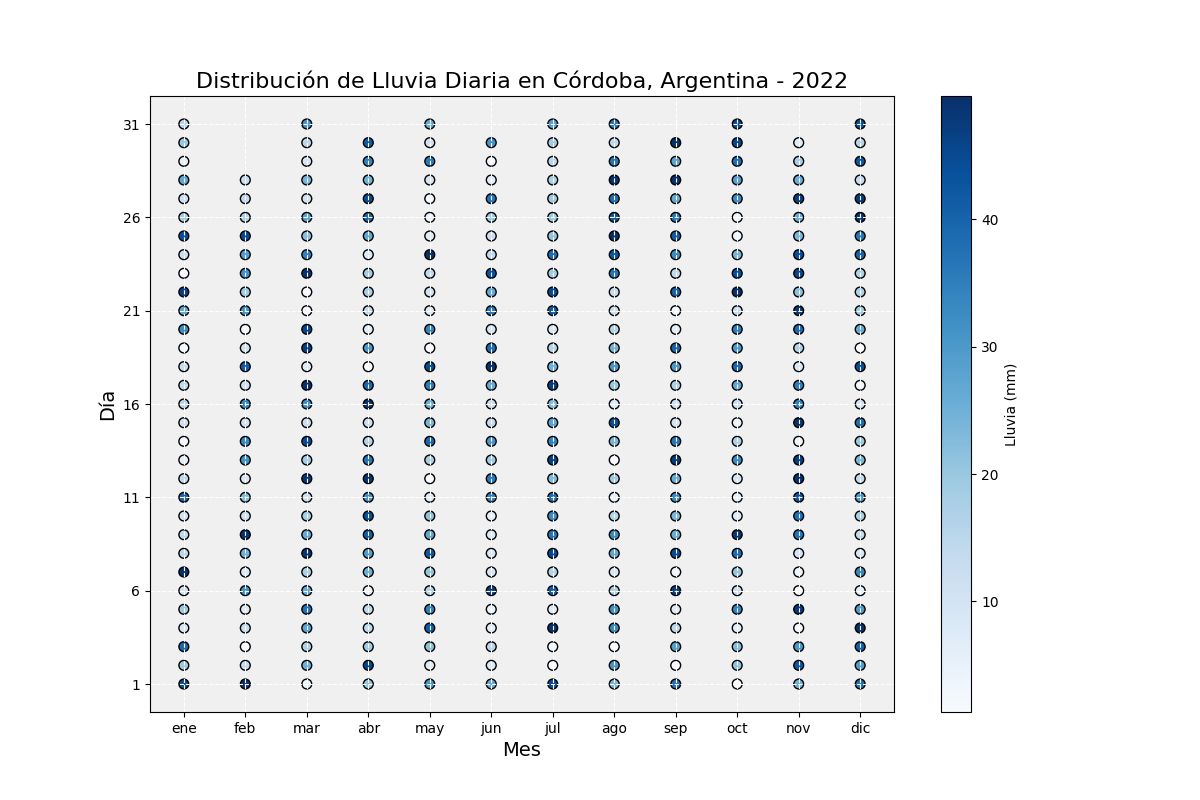 Distribución de Lluvia Diaria en Córdoba, Argentina - 2022
31
26
21
16
11
6
1
Día
ene feb mar abr may jun jul ago sep oct nov dic
Mes
40
30
20
10
Lluvia (mm)